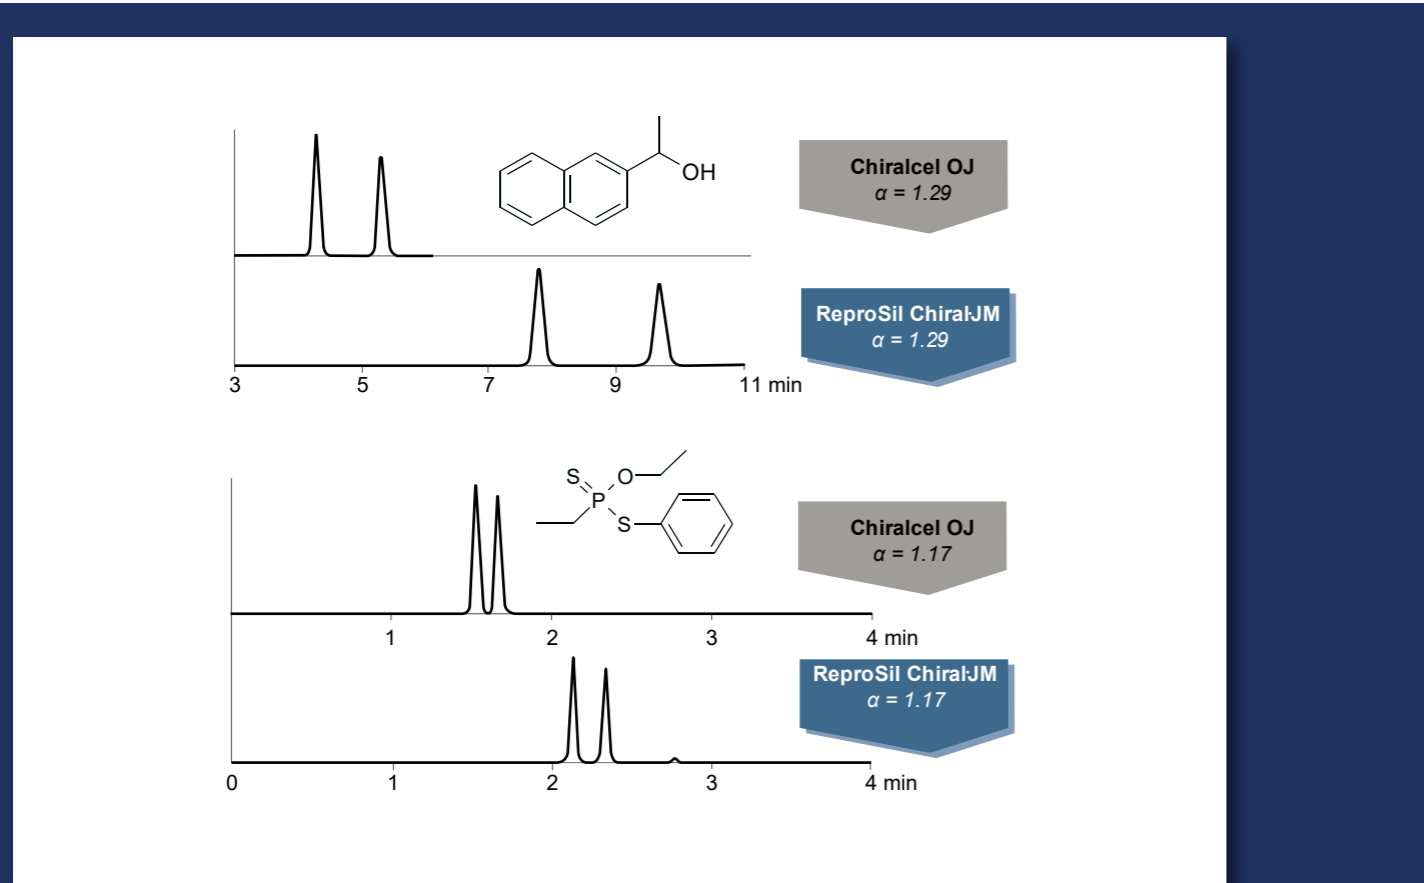 OH
Chiralcel OJ
α = 1.29
ReproSil Chiral-JM
α = 1.29
3 5 7 9 11 min
S O
P
S
Chiralcel OJ
α = 1.17
1 2 3 4 min
ReproSil Chiral-JM
α = 1.17
0 1 2 3 4 min